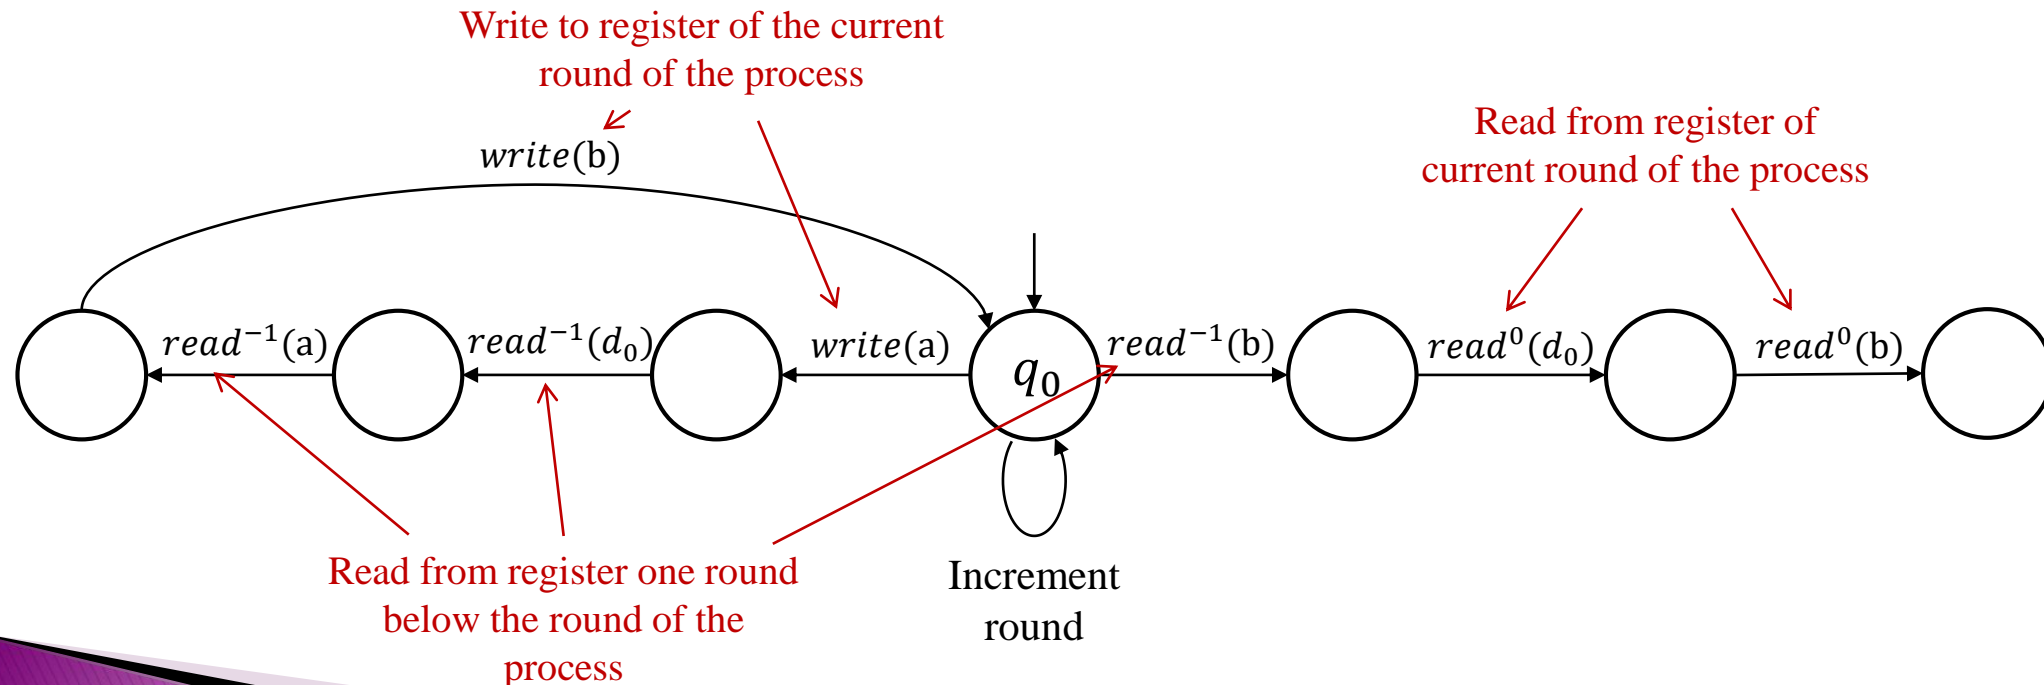 Write to register of the current
round of the process
Read from register of
current round of the process
write(b)
read⁻¹(a)
read⁻¹(d₀)
write(a)
q₀
read⁻¹(b)
read⁰(d₀)
read⁰(b)
Read from register one round
below the round of the
process
Increment
round